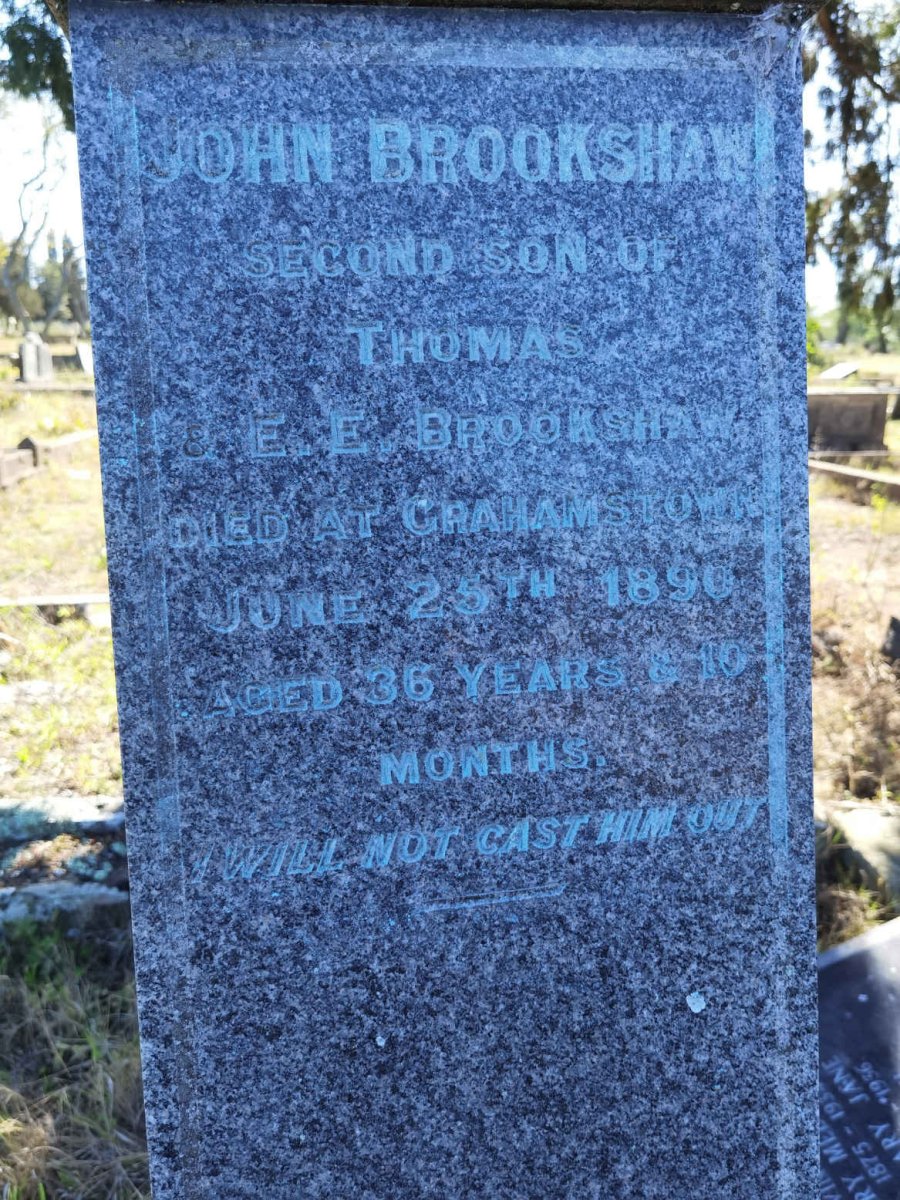 JOHN BROOKSHAW
SECOND SON OF
THOMAS
& E. E. BROOKSHAW
DIED AT GRAHAMSTOWN
JUNE 25TH 1890
AGED 36 YEARS & 10
MONTHS.
I WILL NOT CAST HIM OUT